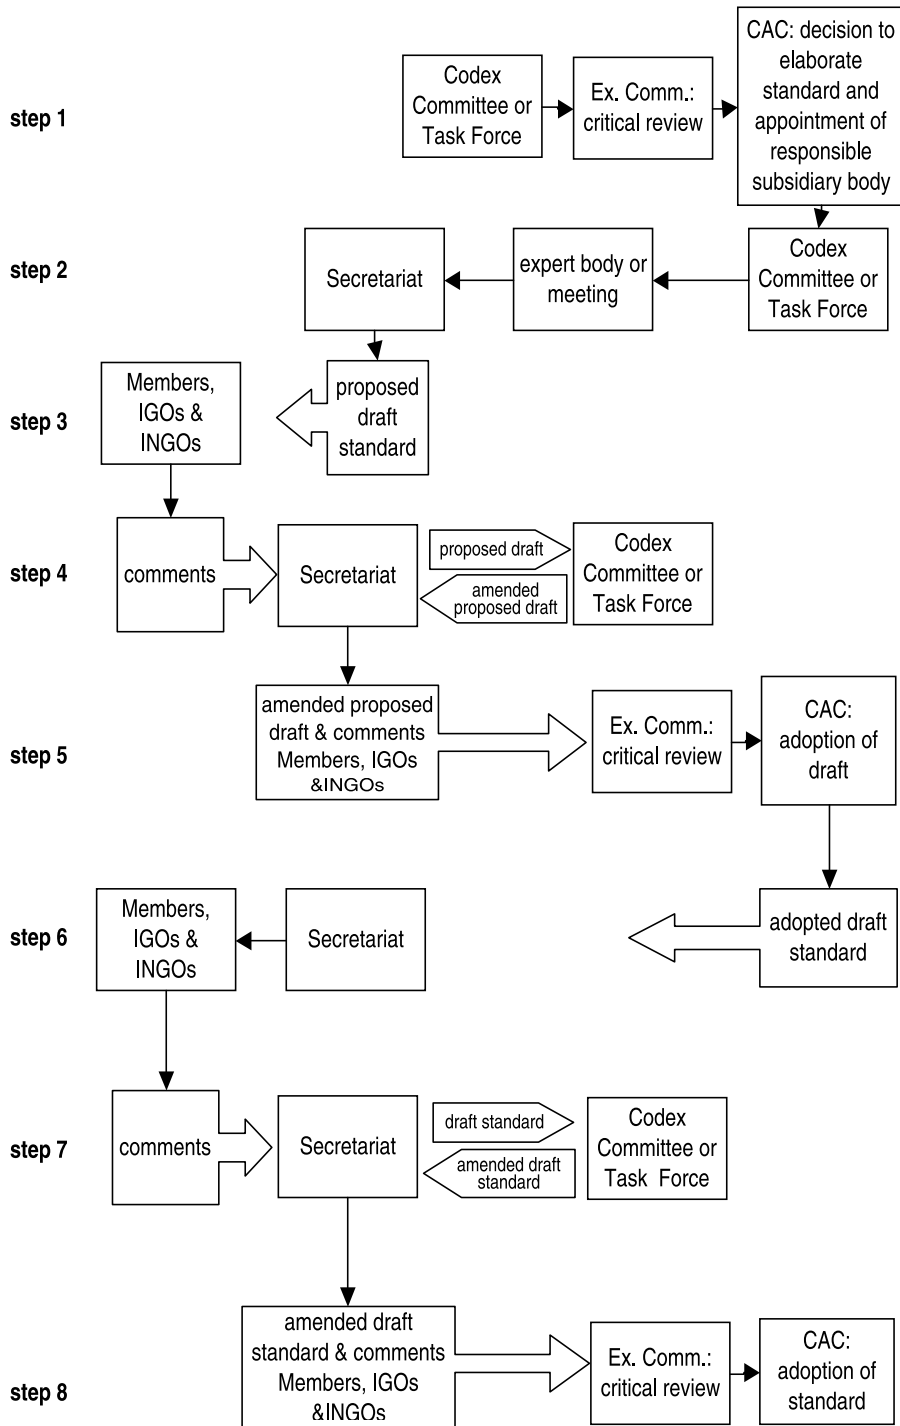 step 1
Codex
Committee or
Task Force
Ex. Comm.:
critical review
CAC: decision to
elaborate
standard and
appointment of
responsible
subsidiary body
step 2
Secretariat
expert body or
meeting
Codex
Committee or
Task Force
step 3
Members,
IGOs &
INGOs
proposed
draft
standard
step 4
comments
Secretariat
proposed draft
amended
proposed draft
Codex
Committee or
Task Force
step 5
amended proposed
draft & comments
Members, IGOs
&INGOs
Ex. Comm.:
critical review
CAC:
adoption of
draft
step 6
Members,
IGOs &
INGOs
Secretariat
adopted draft
standard
step 7
comments
Secretariat
draft standard
amended draft
standard
Codex
Committee or
Task Force
step 8
amended draft
standard & comments
Members, IGOs
&INGOs
Ex. Comm.:
critical review
CAC:
adoption of
standard